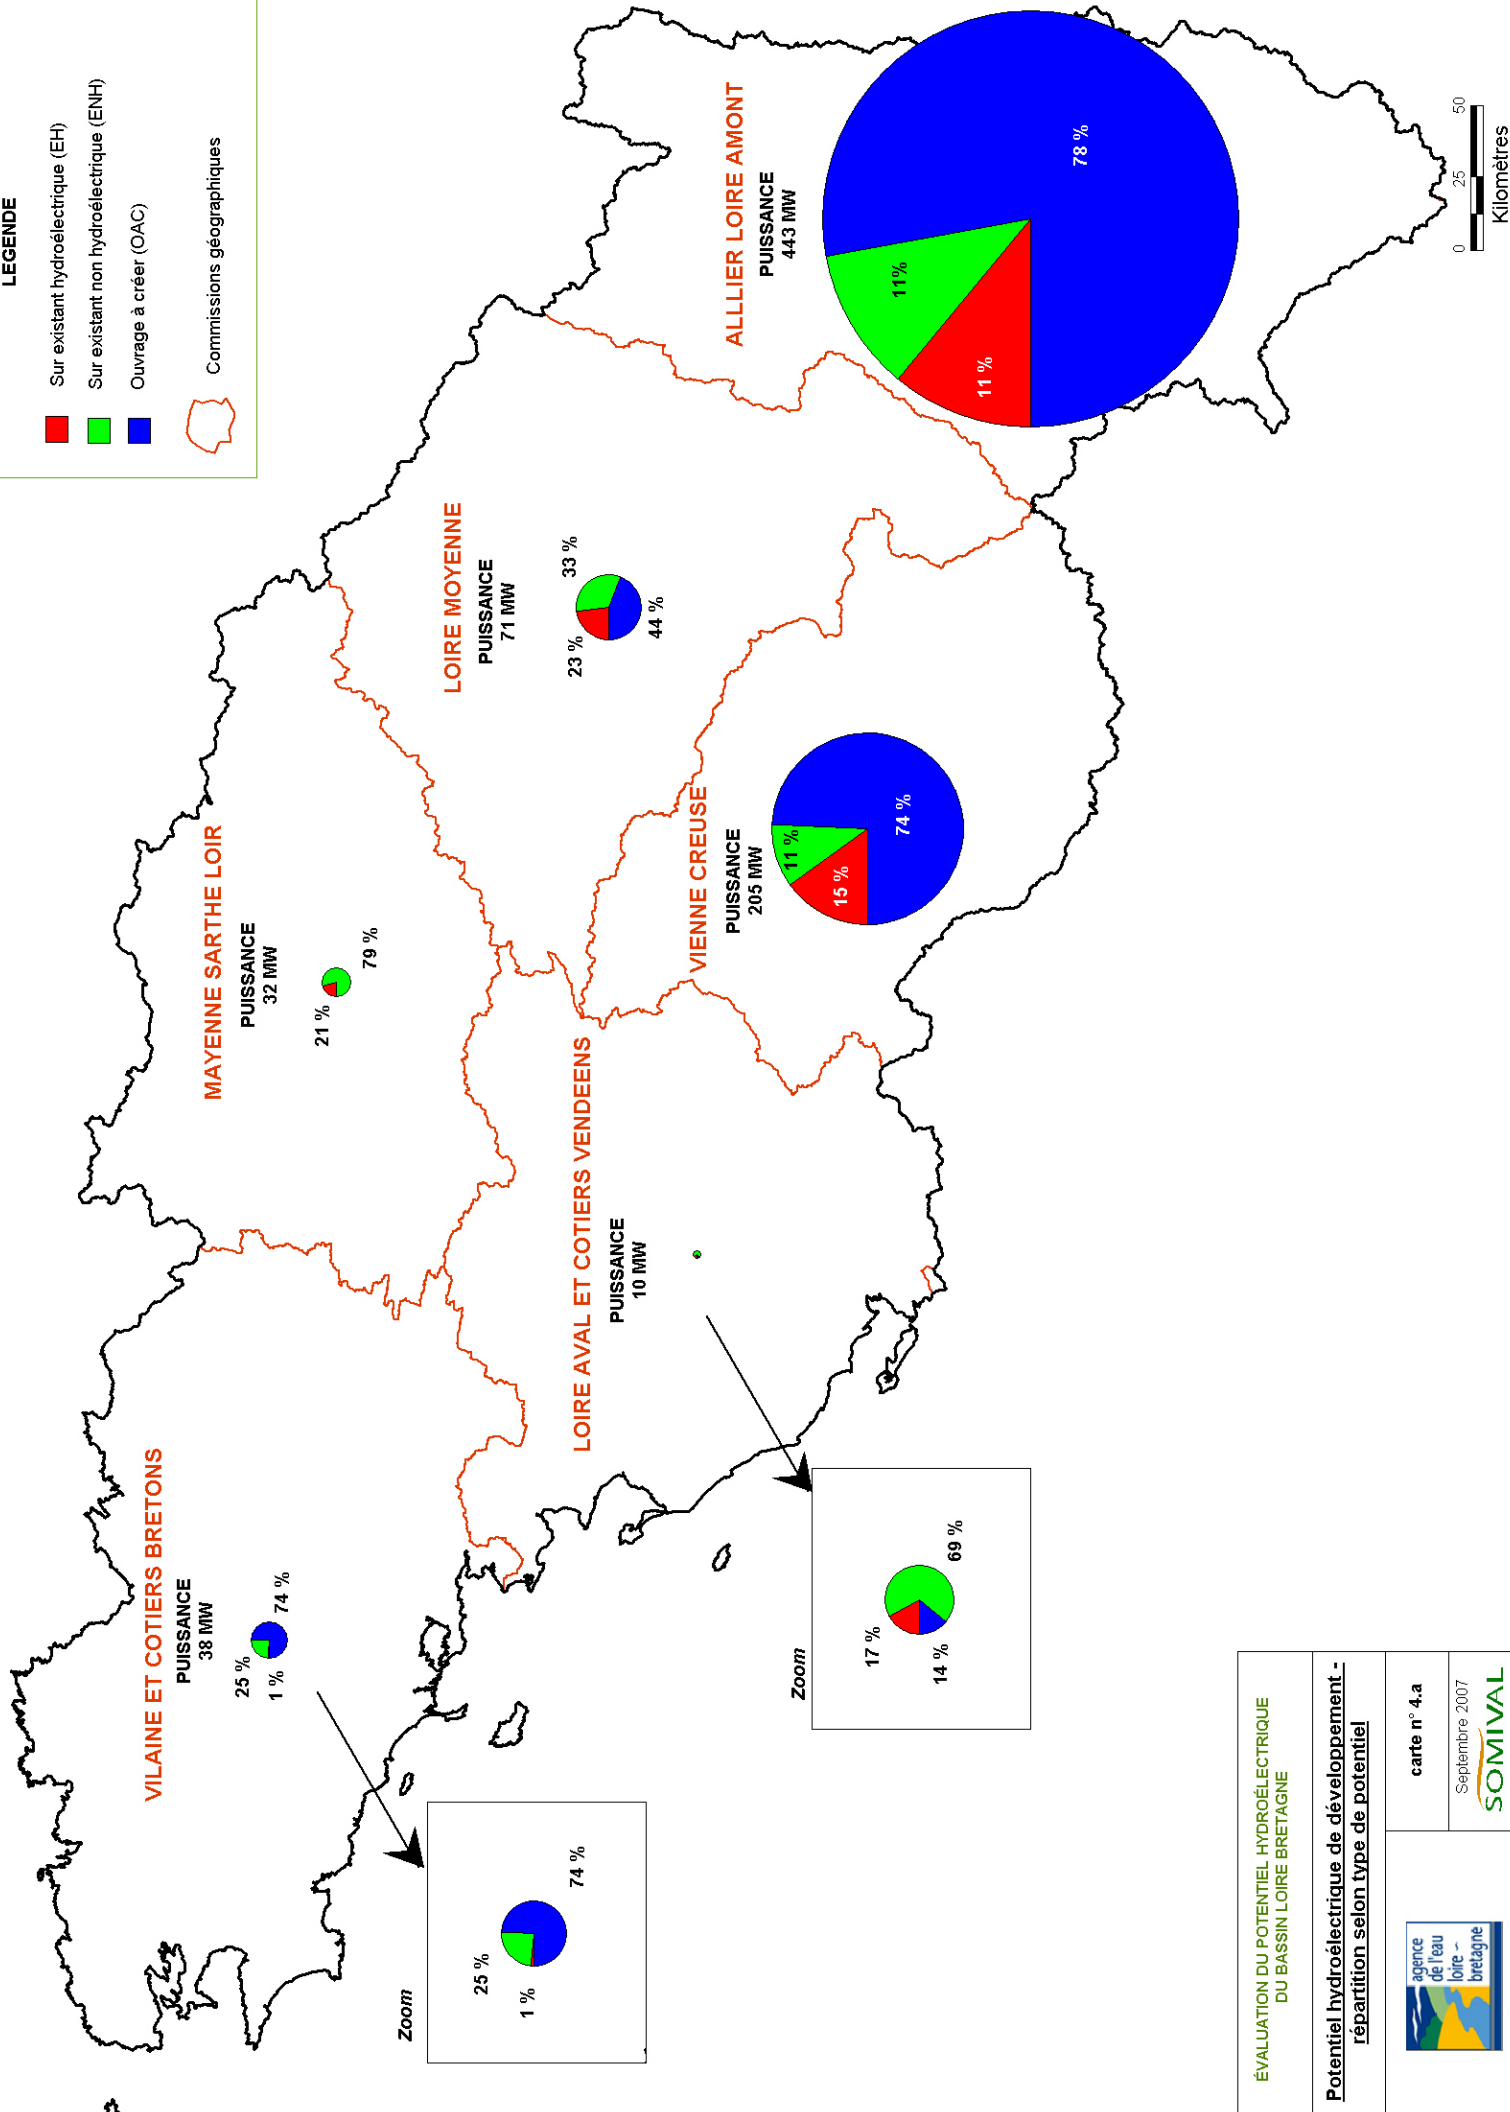 LEGENDE
Sur existant hydroélectrique (EH)
Sur existant non hydroélectrique (ENH)
Ouvrage à créer (OAC)
Commissions géographiques
VILAINE ET COTIERS BRETONS
PUISSANCE
38 MW
25 %
1 %
74 %
Zoom
25 %
1 %
74 %
MAYENNE SARTHE LOIR
PUISSANCE
32 MW
21 %
79 %
LOIRE MOYENNE
PUISSANCE
71 MW
23 %
33 %
44 %
ALLLIER LOIRE AMONT
PUISSANCE
443 MW
11%
11 %
78 %
LOIRE AVAL ET COTIERS VENDEENS
PUISSANCE
10 MW
Zoom
17 %
14 %
69 %
VIENNE CREUSE
PUISSANCE
205 MW
11 %
15 %
74 %
0 25 50
Kilomètres
ÉVALUATION DU POTENTIEL HYDROÉLECTRIQUE
DU BASSIN LOIRE BRETAGNE
Potentiel hydroélectrique de développement -
répartition selon type de potentiel
agence
de l'eau
loire ~
bretagne
carte n° 4.a
Septembre 2007
SOMIVAL